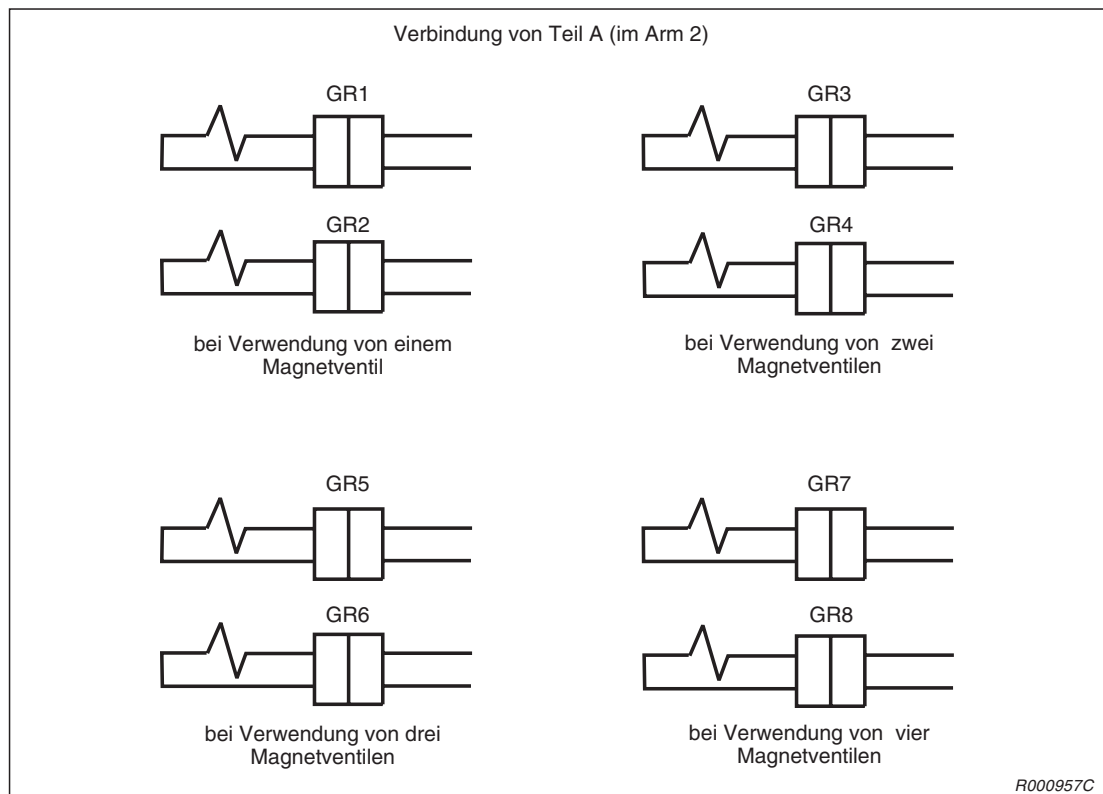 Verbindung von Teil A (im Arm 2)
GR1
GR2
bei Verwendung von einem
Magnetventil
GR3
GR4
bei Verwendung von zwei
Magnetventilen
GR5
GR6
bei Verwendung von drei
Magnetventilen
GR7
GR8
bei Verwendung von vier
Magnetventilen
R000957C